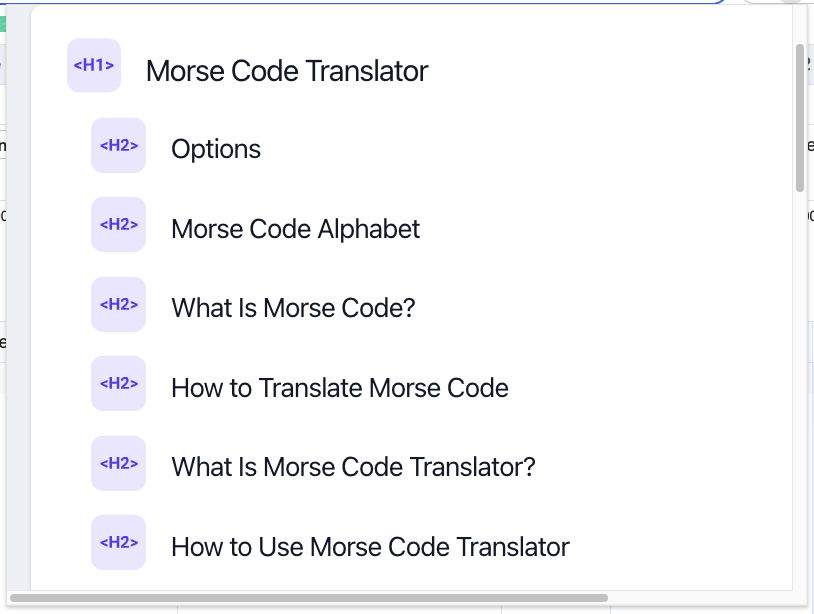 <H1> Morse Code Translator
<H2> Options
<H2> Morse Code Alphabet
<H2> What Is Morse Code?
<H2> How to Translate Morse Code
<H2> What Is Morse Code Translator?
<H2> How to Use Morse Code Translator